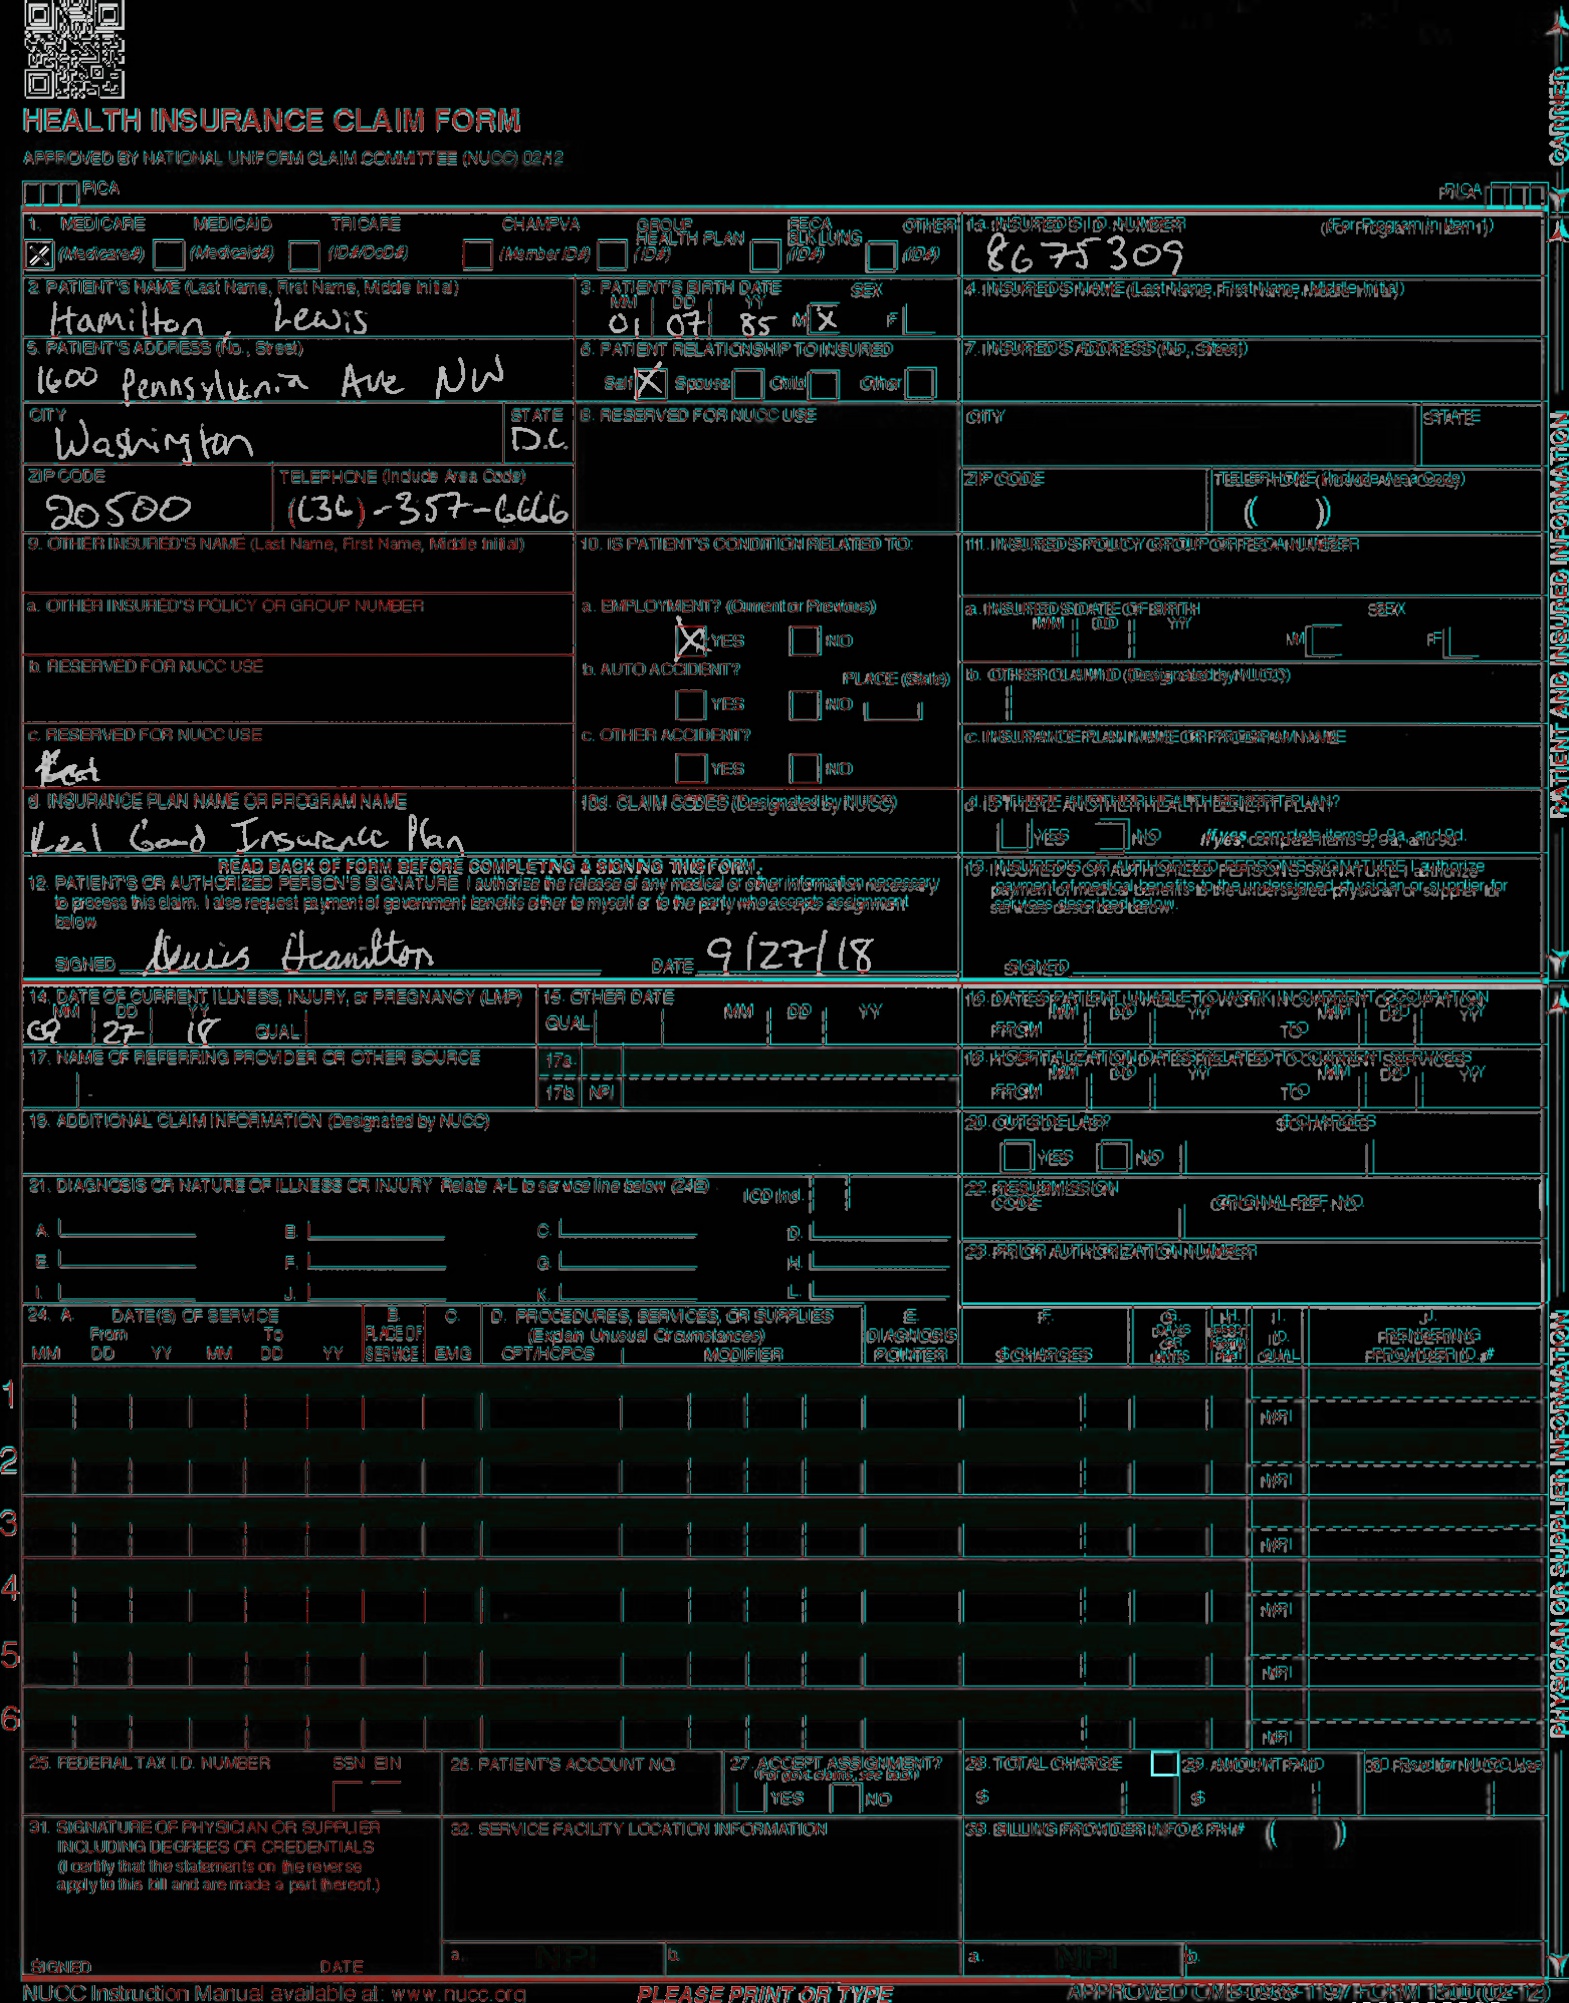 HEALTH INSURANCE CLAIM FORM
APPROVED BY NATIONAL UNIFORM CLAIM COMMITTEE (NUCC) 02/12
PICA
PICA
CARRIER
1. MEDICARE MEDICAID TRICARE CHAMPVA GROUP HEALTH PLAN FECA BLK LUNG OTHER
(Medicare#) (Medicaid#) (ID#/DoD#) (Member ID#) (ID#) (ID#) (ID#)
1a. INSURED'S I.D. NUMBER (For Program in Item 1)
8675309
2. PATIENT'S NAME (Last Name, First Name, Middle Initial)
Hamilton, Lewis
3. PATIENT'S BIRTH DATE SEX
MM DD YY
01 07 85 M X F
4. INSURED'S NAME (Last Name, First Name, Middle Initial)
5. PATIENT'S ADDRESS (No., Street)
1600 Pennsylvania Ave NW
6. PATIENT RELATIONSHIP TO INSURED
Self X Spouse Child Other
7. INSURED'S ADDRESS (No., Street)
CITY STATE
Washington D.C.
8. RESERVED FOR NUCC USE
CITY STATE
ZIP CODE TELEPHONE (Include Area Code)
20500 (636)-357-6666
ZIP CODE TELEPHONE (Include Area Code)
( )
9. OTHER INSURED'S NAME (Last Name, First Name, Middle Initial)
10. IS PATIENT'S CONDITION RELATED TO:
11. INSURED'S POLICY GROUP OR FECA NUMBER
a. OTHER INSURED'S POLICY OR GROUP NUMBER
a. EMPLOYMENT? (Current or Previous)
X YES NO
a. INSURED'S DATE OF BIRTH SEX
MM DD YY M F
b. RESERVED FOR NUCC USE
b. AUTO ACCIDENT? PLACE (State)
YES NO
b. OTHER CLAIM ID (Designated by NUCC)
c. RESERVED FOR NUCC USE
c. OTHER ACCIDENT?
YES NO
c. INSURANCE PLAN NAME OR PROGRAM NAME
d. INSURANCE PLAN NAME OR PROGRAM NAME
Real Good Insurance Plan
10d. CLAIM CODES (Designated by NUCC)
d. IS THERE ANOTHER HEALTH BENEFIT PLAN?
YES NO If yes, complete items 9, 9a, and 9d.
PATIENT AND INSURED INFORMATION
READ BACK OF FORM BEFORE COMPLETING & SIGNING THIS FORM.
12. PATIENT'S OR AUTHORIZED PERSON'S SIGNATURE I authorize the release of any medical or other information necessary
to process this claim. I also request payment of government benefits either to myself or to the party who accepts assignment
below.
SIGNED Lewis Hamilton DATE 9/27/18
13. INSURED'S OR AUTHORIZED PERSON'S SIGNATURE I authorize
payment of medical benefits to the undersigned physician or supplier for
services described below.
SIGNED
14. DATE OF CURRENT ILLNESS, INJURY, or PREGNANCY (LMP)
MM DD YY
09 27 18 QUAL.
15. OTHER DATE
QUAL. MM DD YY
16. DATES PATIENT UNABLE TO WORK IN CURRENT OCCUPATION
MM DD YY MM DD YY
FROM TO
17. NAME OF REFERRING PROVIDER OR OTHER SOURCE
17a.
17b. NPI
18. HOSPITALIZATION DATES RELATED TO CURRENT SERVICES
MM DD YY MM DD YY
FROM TO
19. ADDITIONAL CLAIM INFORMATION (Designated by NUCC)
20. OUTSIDE LAB? $ CHARGES
YES NO
21. DIAGNOSIS OR NATURE OF ILLNESS OR INJURY Relate A-L to service line below (24E) ICD Ind.
A. B. C. D.
E. F. G. H.
I. J. K. L.
22. RESUBMISSION CODE ORIGINAL REF. NO.
23. PRIOR AUTHORIZATION NUMBER
24. A. DATE(S) OF SERVICE B. C. D. PROCEDURES, SERVICES, OR SUPPLIES E. F. G. H. I. J.
From To PLACE OF SERVICE (Explain Unusual Circumstances) DIAGNOSIS POINTER DAYS OR UNITS ID. QUAL. RENDERING PROVIDER ID. #
MM DD YY MM DD YY EMG CPT/HCPCS MODIFIER $ CHARGES
1 NPI
2 NPI
3 NPI
4 NPI
5 NPI
6 NPI
PHYSICIAN OR SUPPLIER INFORMATION
25. FEDERAL TAX I.D. NUMBER SSN EIN
26. PATIENT'S ACCOUNT NO.
27. ACCEPT ASSIGNMENT?
(For govt. claims, see back)
YES NO
28. TOTAL CHARGE
$
29. AMOUNT PAID
$
30. Rsvd for NUCC Use
31. SIGNATURE OF PHYSICIAN OR SUPPLIER
INCLUDING DEGREES OR CREDENTIALS
(I certify that the statements on the reverse
apply to this bill and are made a part thereof.)
SIGNED DATE
32. SERVICE FACILITY LOCATION INFORMATION
a. NPI b.
33. BILLING PROVIDER INFO & PH# ( )
a. NPI b.
NUCC Instruction Manual available at: www.nucc.org
PLEASE PRINT OR TYPE
APPROVED OMB-0938-1197 FORM 1500 (02-12)